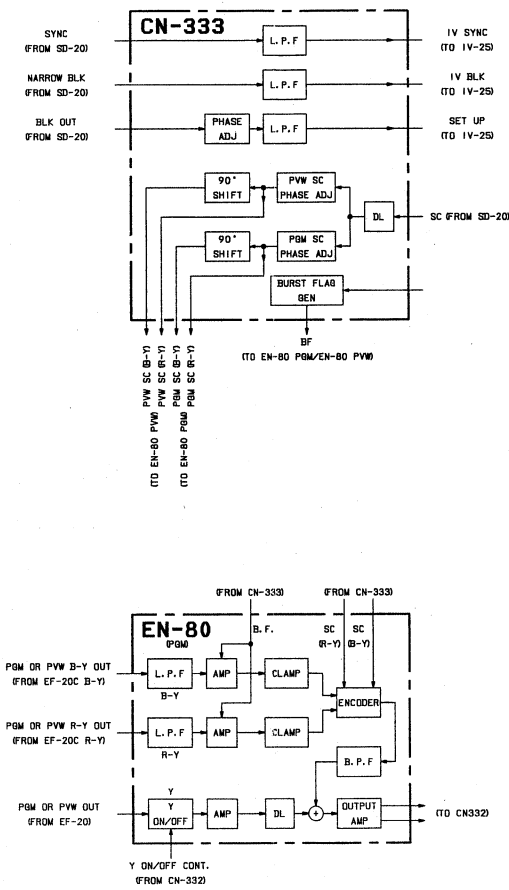 CN-333
SYNC
(FROM SD-20)
L.P.F
IV SYNC
(TO IV-25)
NARROW BLK
(FROM SD-20)
L.P.F
IV BLK
(TO IV-25)
BLK OUT
(FROM SD-20)
PHASE
ADJ
L.P.F
SET UP
(TO IV-25)
90°
SHIFT
PVW SC
PHASE ADJ
DL
SC (FROM SD-20)
90°
SHIFT
PGM SC
PHASE ADJ
BURST FLAG
GEN
BF
(TO EN-80 PGM/EN-80 PVW)
PVW SC (B-Y)
PVW SC (R-Y)
(TO EN-80 PVW)
PGM SC (B-Y)
PGM SC (R-Y)
(TO EN-80 PGM)
(FROM CN-333)
(FROM CN-333)
EN-80
(PGM)
B.F.
SC
(R-Y)
SC
(B-Y)
PGM OR PVW B-Y OUT
(FROM EF-20C B-Y)
L.P.F
B-Y
AMP
CLAMP
ENCODER
PGM OR PVW R-Y OUT
(FROM EF-20C R-Y)
L.P.F
R-Y
AMP
CLAMP
B.P.F
PGM OR PVW OUT
(FROM EF-20)
Y
Y
ON/OFF
AMP
DL
+
OUTPUT
AMP
(TO CN332)
Y ON/OFF CONT.
(FROM CN-332)